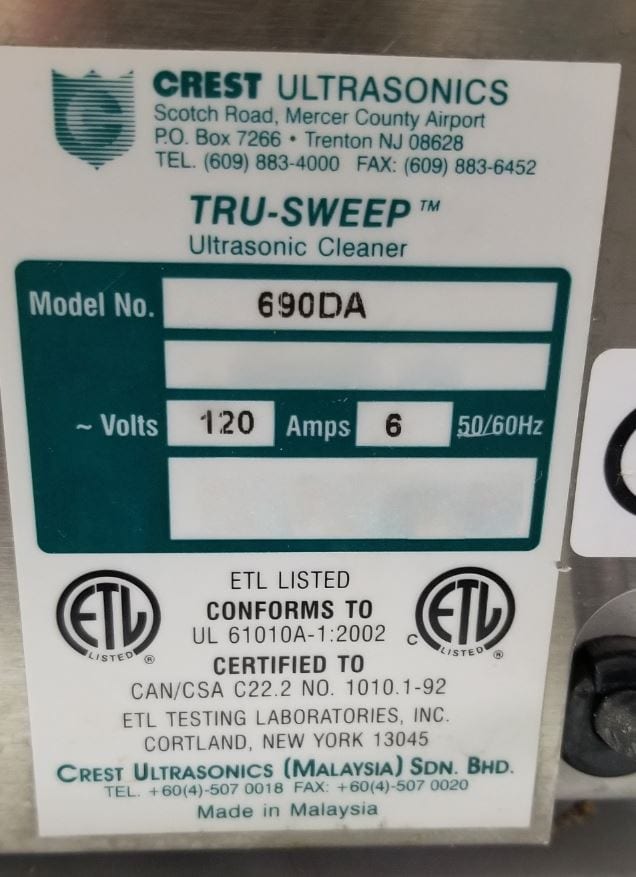 CREST ULTRASONICS
Scotch Road, Mercer County Airport
P.O. Box 7266 • Trenton NJ 08628
TEL. (609) 883-4000 FAX: (609) 883-6452
TRU-SWEEP™
Ultrasonic Cleaner
Model No. 690DA
~ Volts 120 Amps 6 50/60Hz
ETL LISTED
CONFORMS TO
UL 61010A-1:2002
CERTIFIED TO
CAN/CSA C22.2 NO. 1010.1-92
ETL TESTING LABORATORIES, INC.
CORTLAND, NEW YORK 13045
ETL LISTED ®
C ETL LISTED ®
CREST ULTRASONICS (MALAYSIA) SDN. BHD.
TEL. +60(4)-507 0018 FAX: +60(4)-507 0020
Made in Malaysia